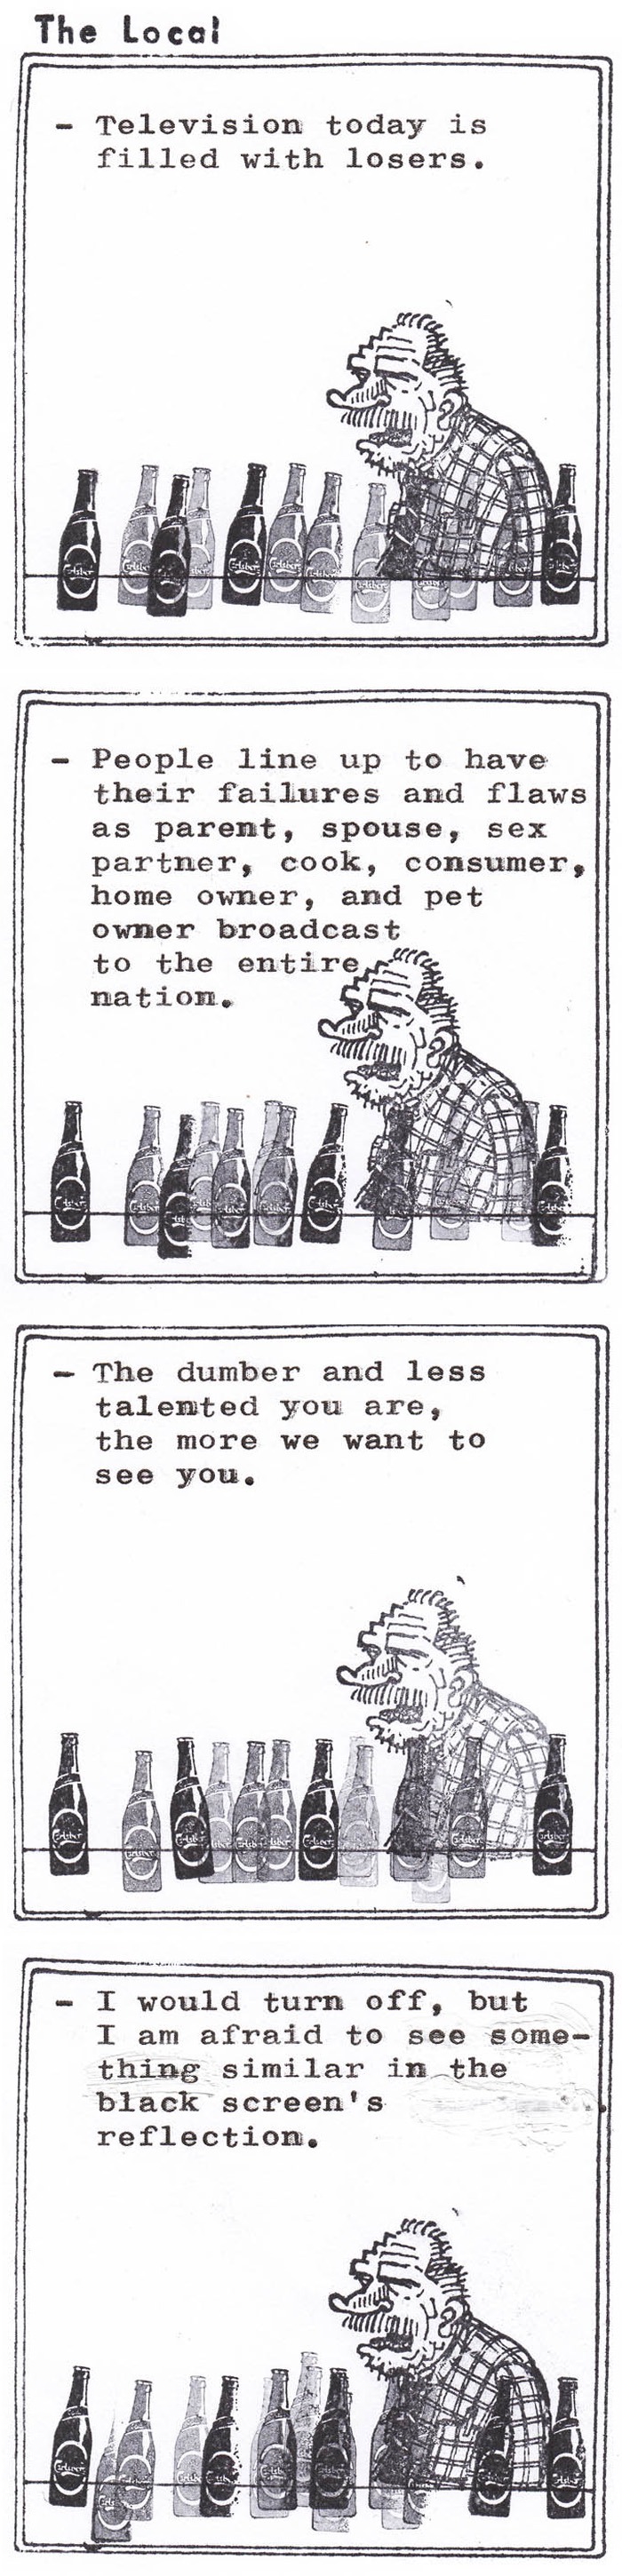 The Local
- Television today is
filled with losers.
- People line up to have
their failures and flaws
as parent, spouse, sex
partner, cook, consumer,
home owner, and pet
owner broadcast
to the entire
nation.
- The dumber and less
talented you are,
the more we want to
see you.
- I would turn off, but
I am afraid to see some-
thing similar in the
black screen's
reflection.